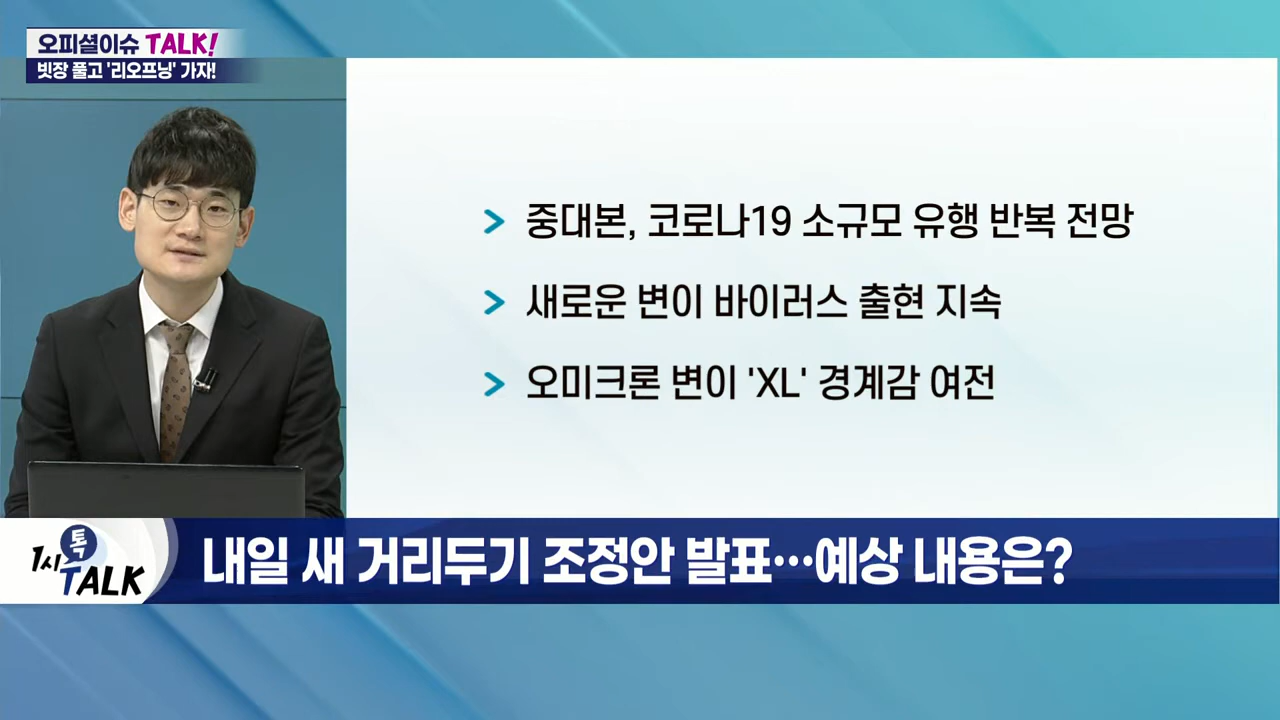 오피셜이슈 TALK!
빗장 풀고 '리오프닝' 가자!
중대본, 코로나19 소규모 유행 반복 전망
새로운 변이 바이러스 출현 지속
오미크론 변이 'XL' 경계감 여전
1시 톡 TALK
내일 새 거리두기 조정안 발표…예상 내용은?